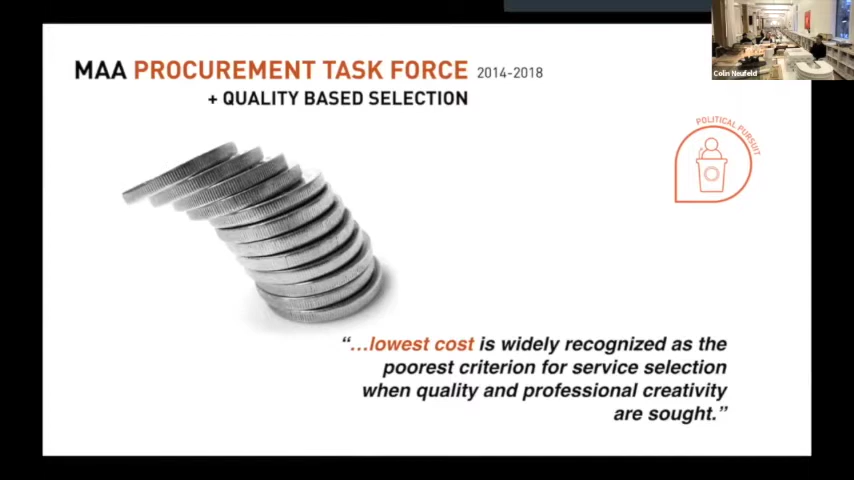 MAA PROCUREMENT TASK FORCE 2014-2018
+ QUALITY BASED SELECTION
Colin Neufeld
POLITICAL PURSUIT
“...lowest cost is widely recognized as the
poorest criterion for service selection
when quality and professional creativity
are sought.”